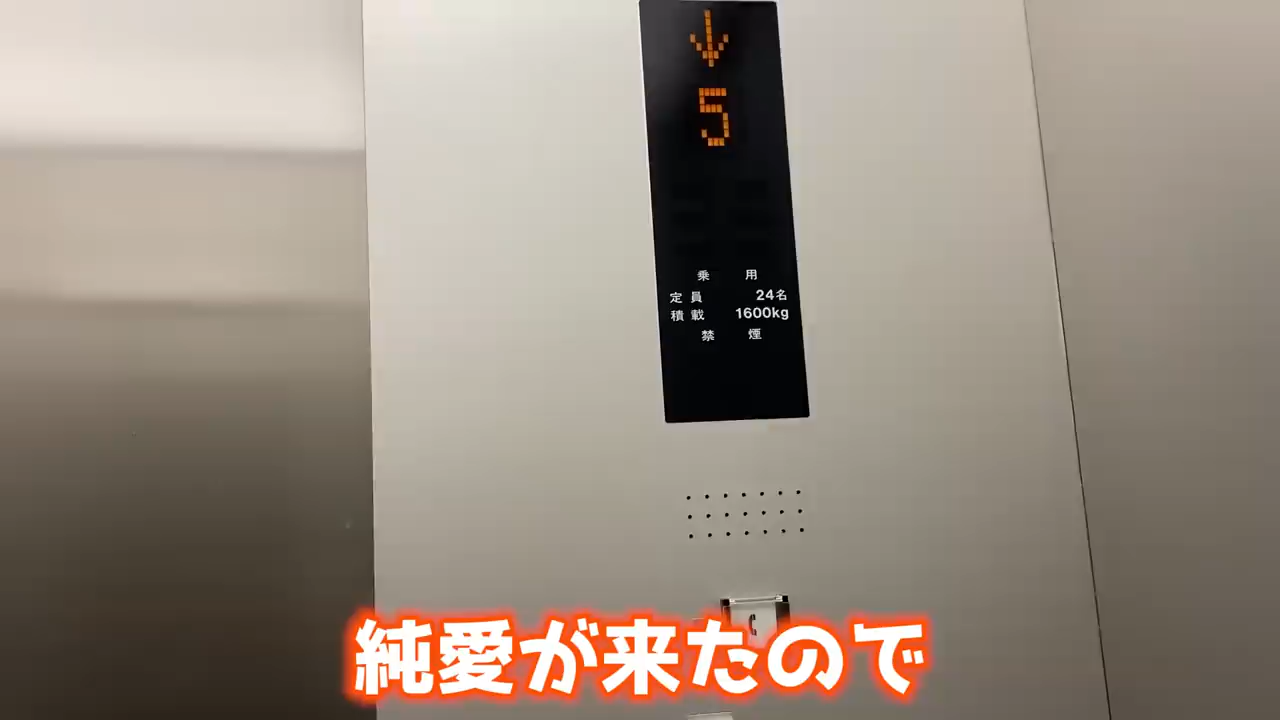 ↓
5
乗 用
定員 24名
積載 1600kg
禁 煙
純愛が来たので